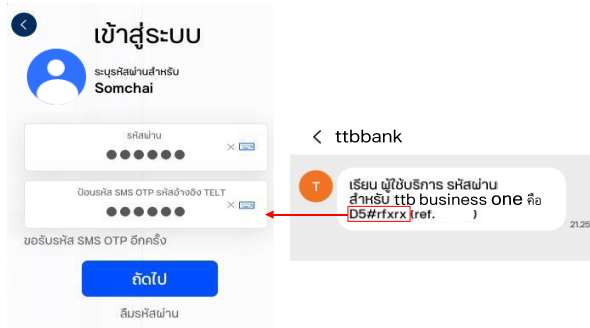 เข้าสู่ระบบ
ระบุรหัสผ่านสำหรับ
Somchai
รหัสผ่าน
ป้อนรหัส SMS OTP รหัสอ้างอิง TELT
ขอรับรหัส SMS OTP อีกครั้ง
ถัดไป
ลืมรหัสผ่าน
ttbbank
T
เรียน ผู้ใช้บริการ รหัสผ่าน
สำหรับ ttb business one คือ
D5#rfxrx (ref. )
21.25